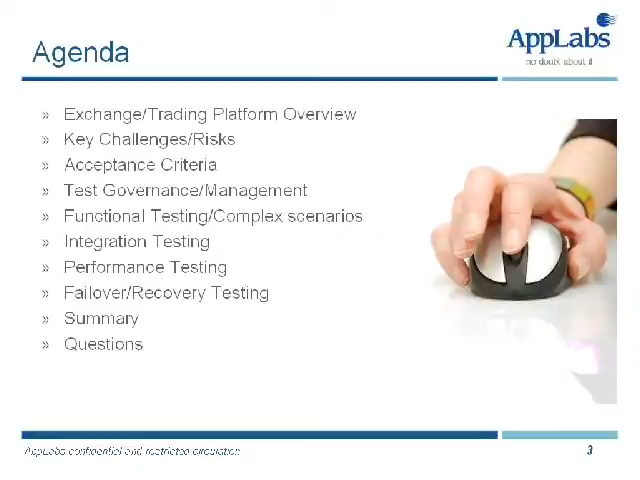 AppLabs
no doubt about it
Agenda
» Exchange/Trading Platform Overview
» Key Challenges/Risks
» Acceptance Criteria
» Test Governance/Management
» Functional Testing/Complex scenarios
» Integration Testing
» Performance Testing
» Failover/Recovery Testing
» Summary
» Questions
AppLabs confidential and restricted circulation
3